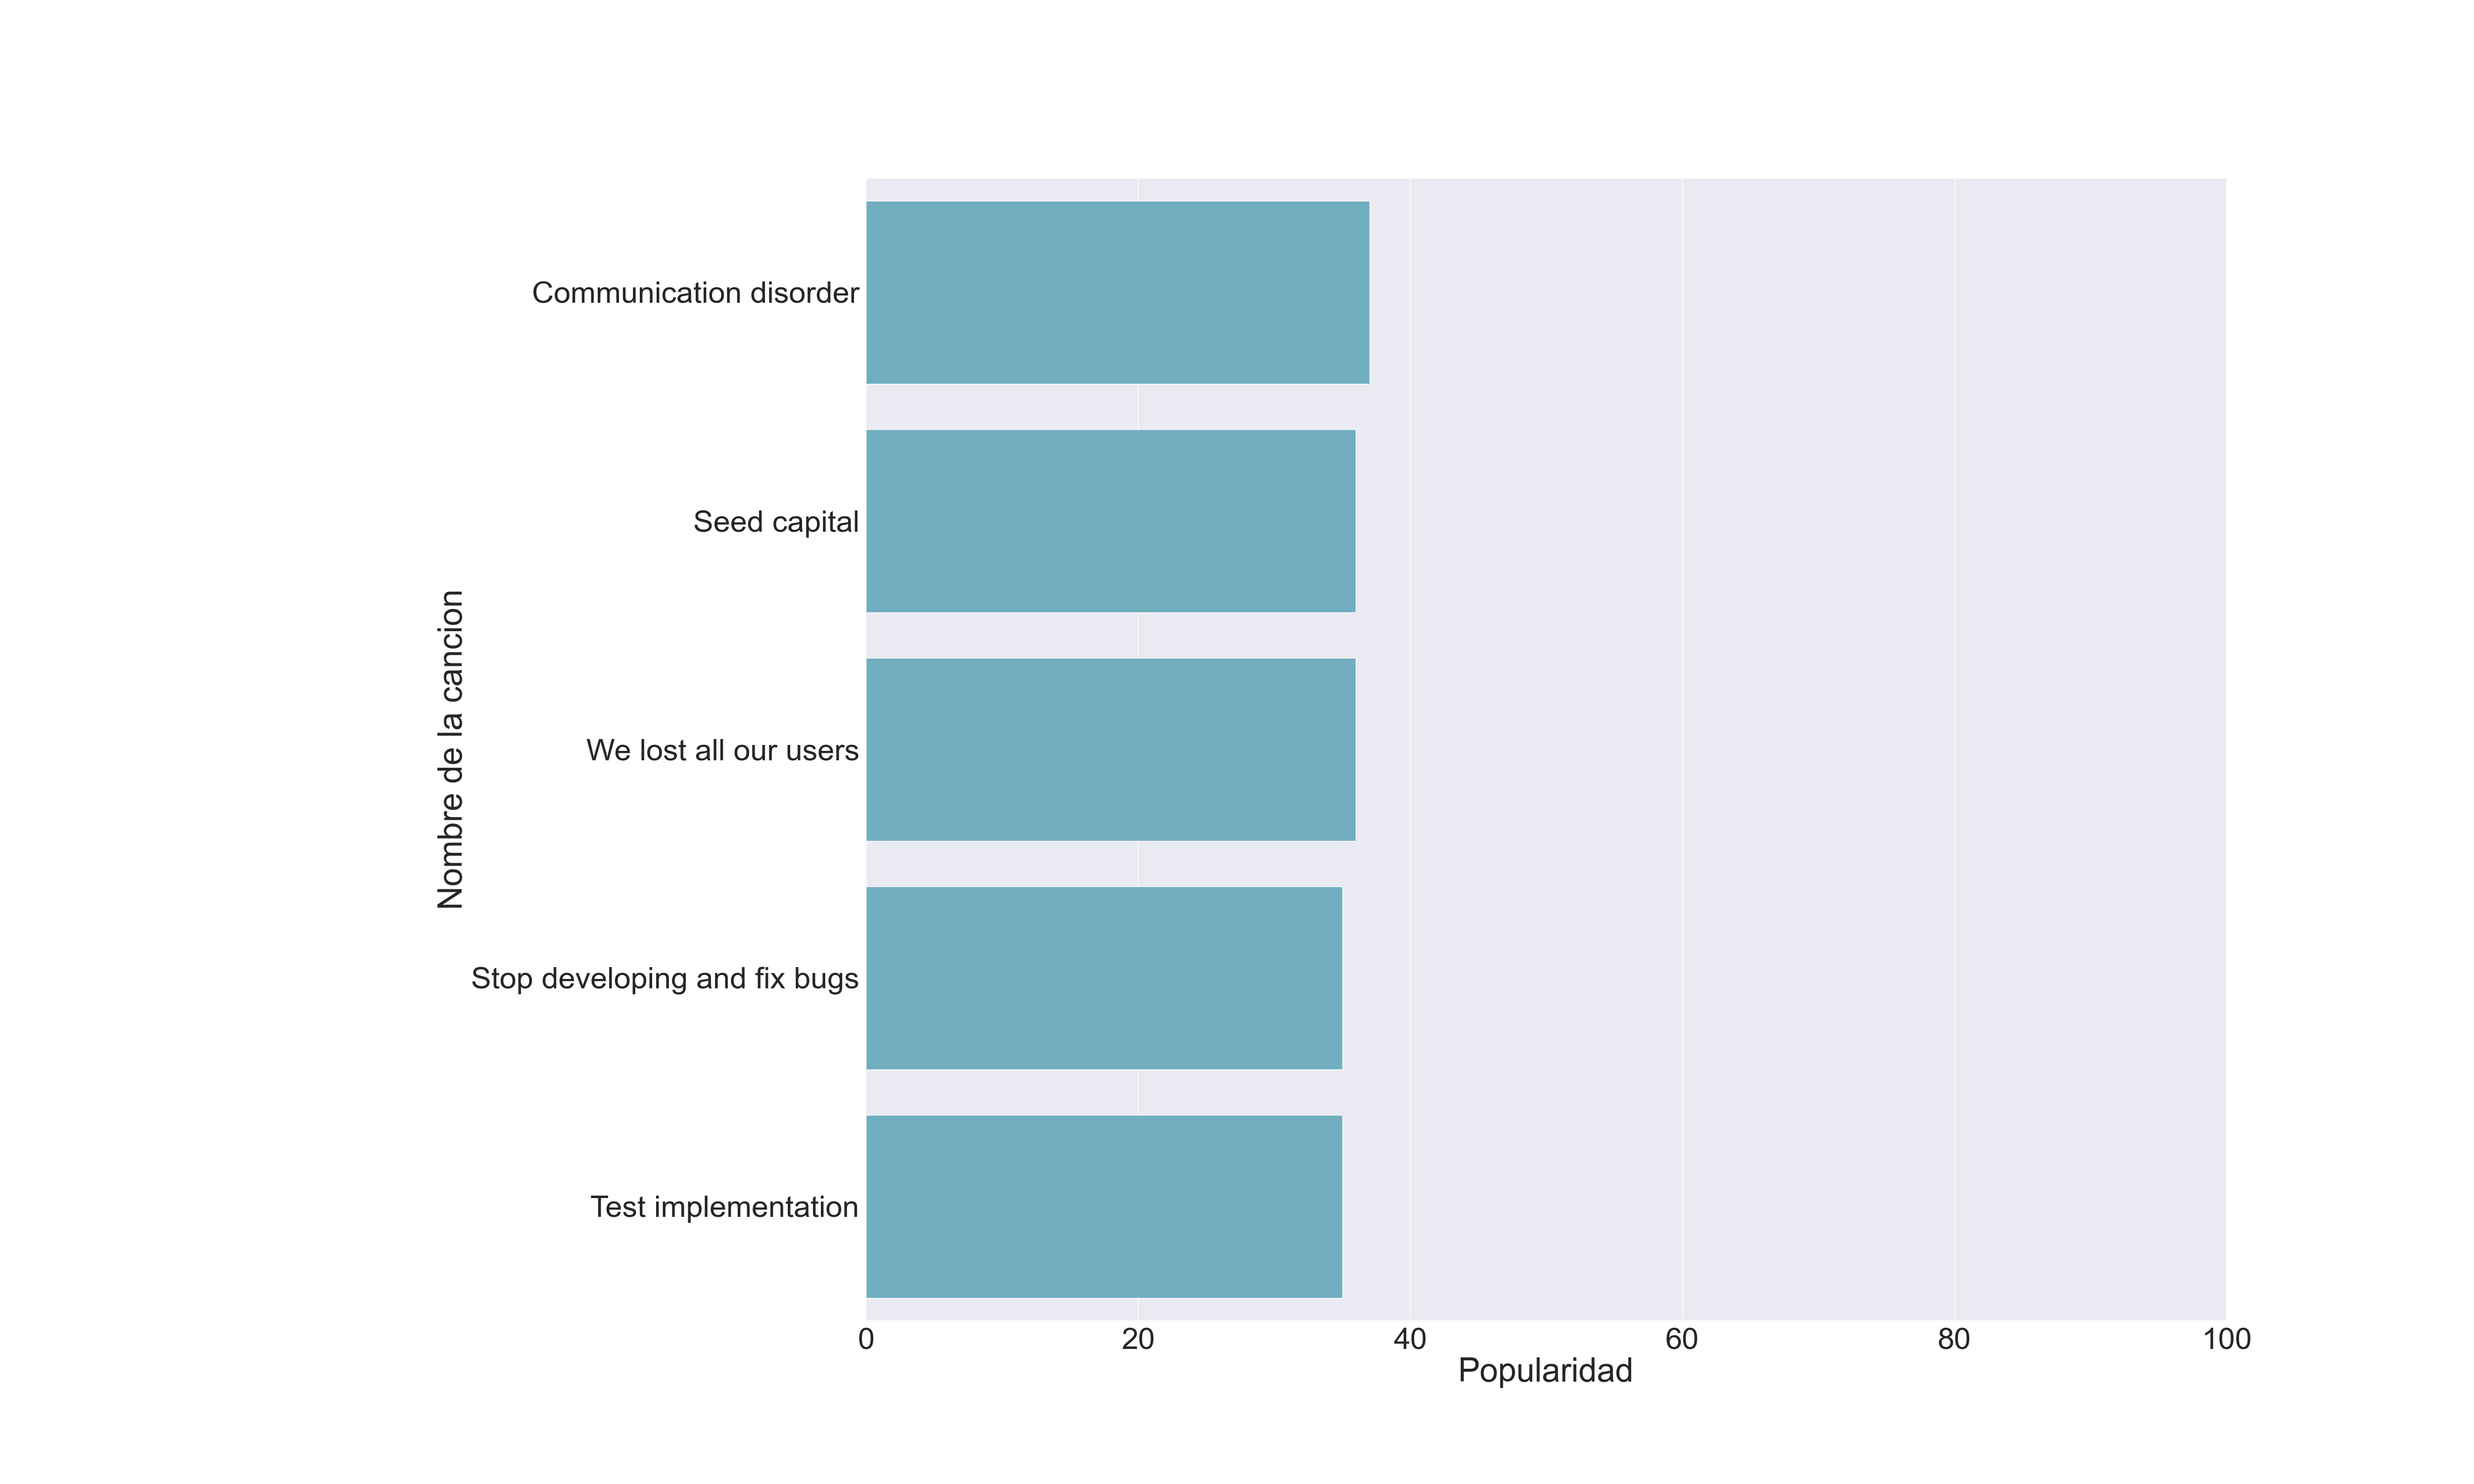 Nombre de la cancion
Communication disorder
Seed capital
We lost all our users
Stop developing and fix bugs
Test implementation
0 20 40 60 80 100
Popularidad